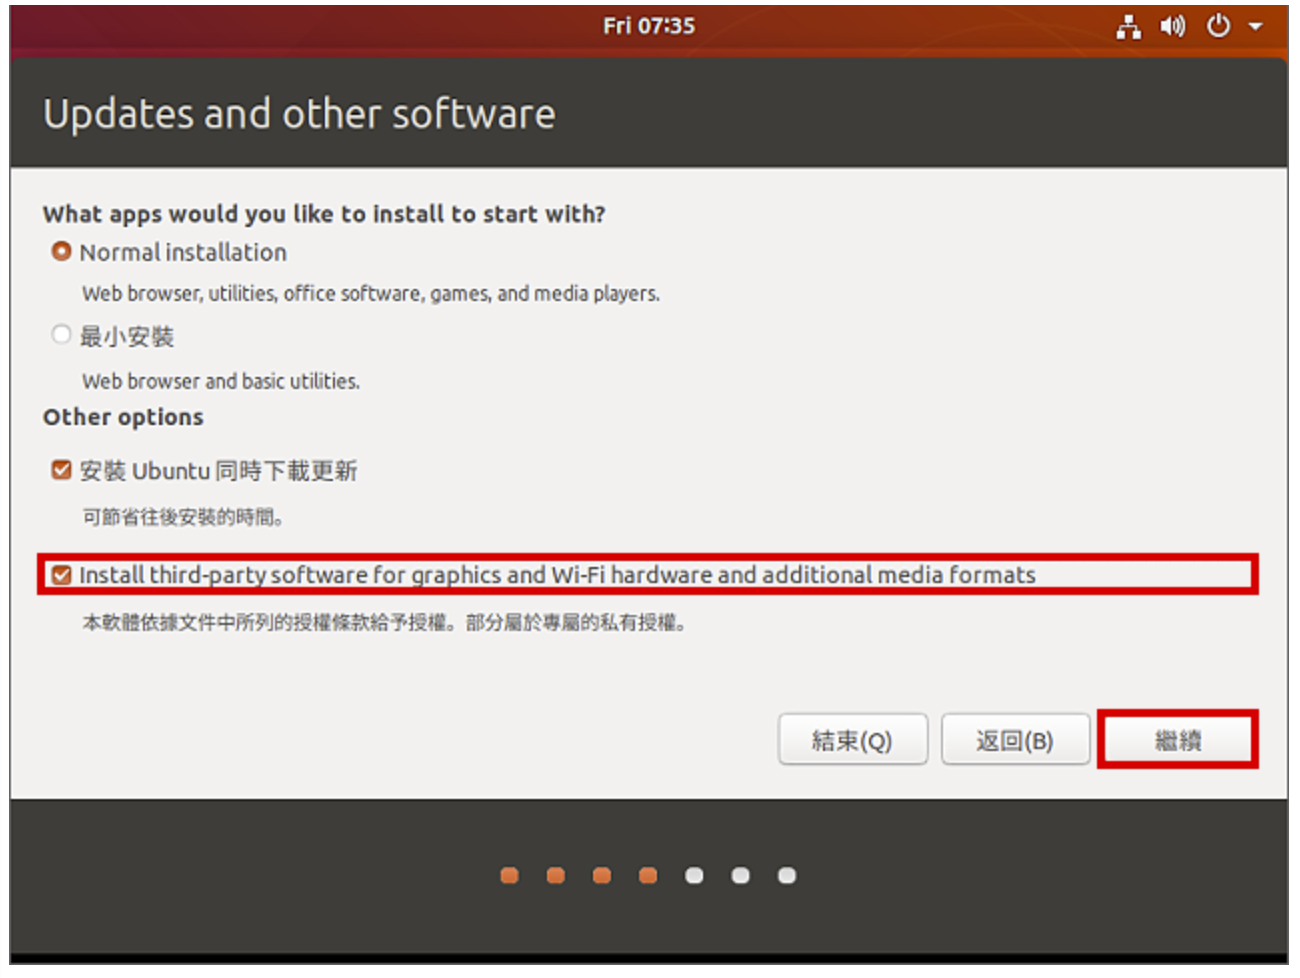 Fri 07:35
Updates and other software
What apps would you like to install to start with?
Normal installation
Web browser, utilities, office software, games, and media players.
最小安裝
Web browser and basic utilities.
Other options
安裝 Ubuntu 同時下載更新
可節省往後安裝的時間。
Install third-party software for graphics and Wi-Fi hardware and additional media formats
本軟體依據文件中所列的授權條款給予授權。部分屬於專屬的私有授權。
結束(Q) 返回(B) 繼續